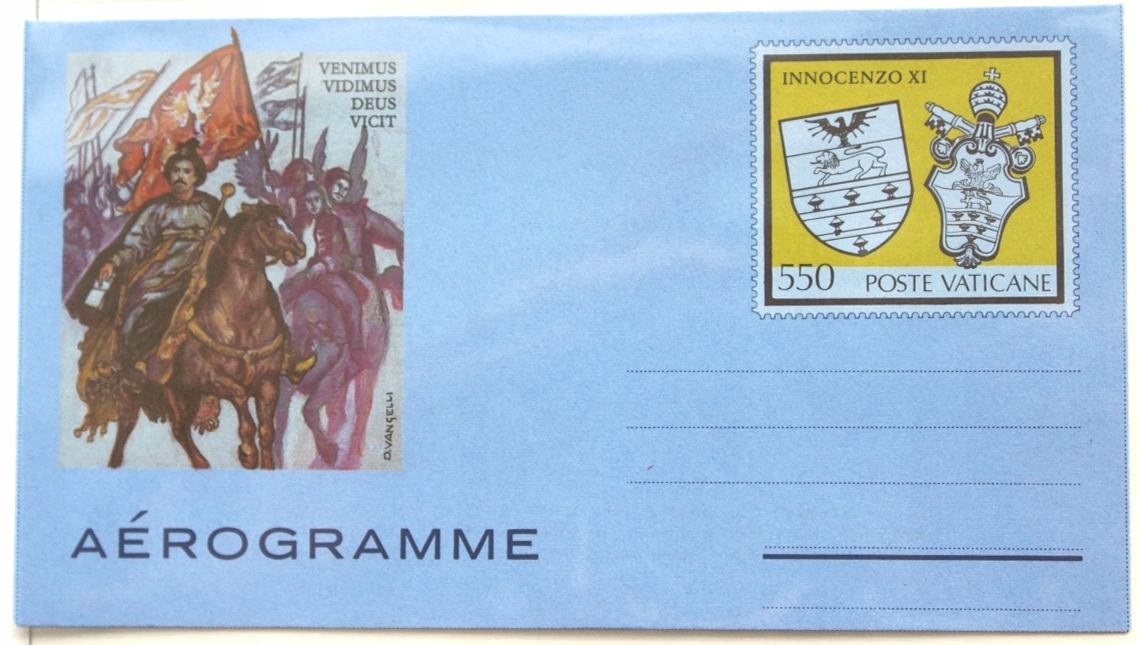 VENIMUS
VIDIMUS
DEUS
VICIT
D.VANGELLI
INNOCENZO XI
550 POSTE VATICANE
AÉROGRAMME